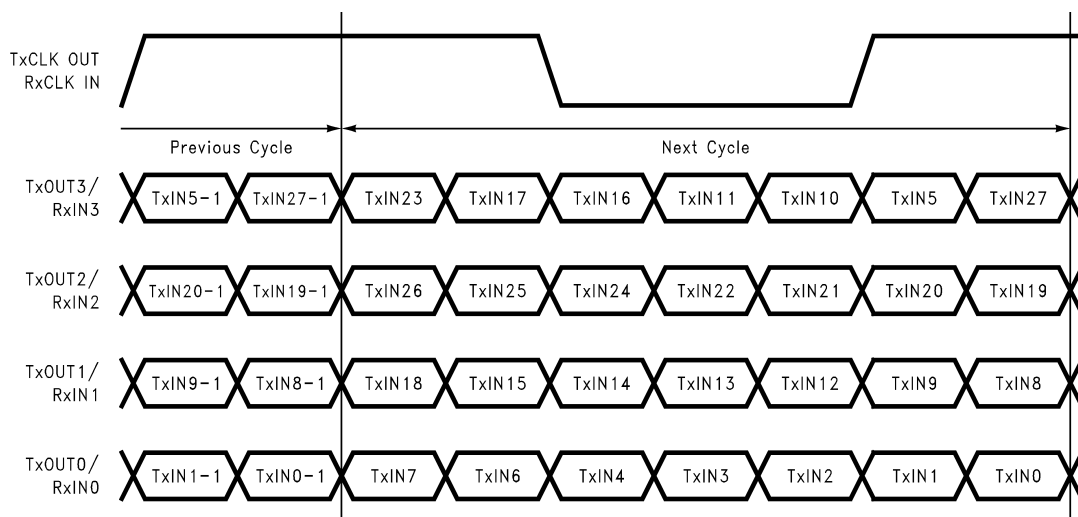 TxCLK OUT
RxCLK IN
Previous Cycle
Next Cycle
TxOUT3/
RxIN3
TxIN5-1
TxIN27-1
TxIN23
TxIN17
TxIN16
TxIN11
TxIN10
TxIN5
TxIN27
TxOUT2/
RxIN2
TxIN20-1
TxIN19-1
TxIN26
TxIN25
TxIN24
TxIN22
TxIN21
TxIN20
TxIN19
TxOUT1/
RxIN1
TxIN9-1
TxIN8-1
TxIN18
TxIN15
TxIN14
TxIN13
TxIN12
TxIN9
TxIN8
TxOUT0/
RxIN0
TxIN1-1
TxIN0-1
TxIN7
TxIN6
TxIN4
TxIN3
TxIN2
TxIN1
TxIN0